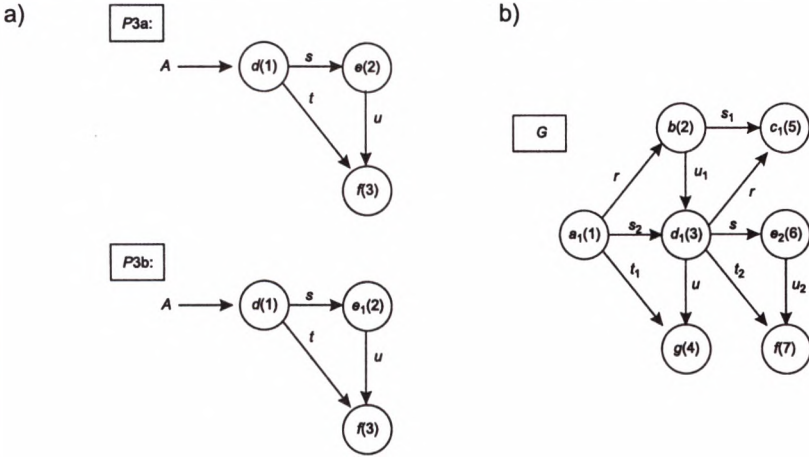 a)
P3a:
A
d(1)
s
e(2)
t
u
f(3)
P3b:
A
d(1)
s
e₁(2)
t
u
f(3)
b)
G
b(2)
s₁
c₁(5)
r
u₁
r
a₁(1)
s₂
d₁(3)
s
e₂(6)
t₁
u
t₂
u₂
g(4)
f(7)